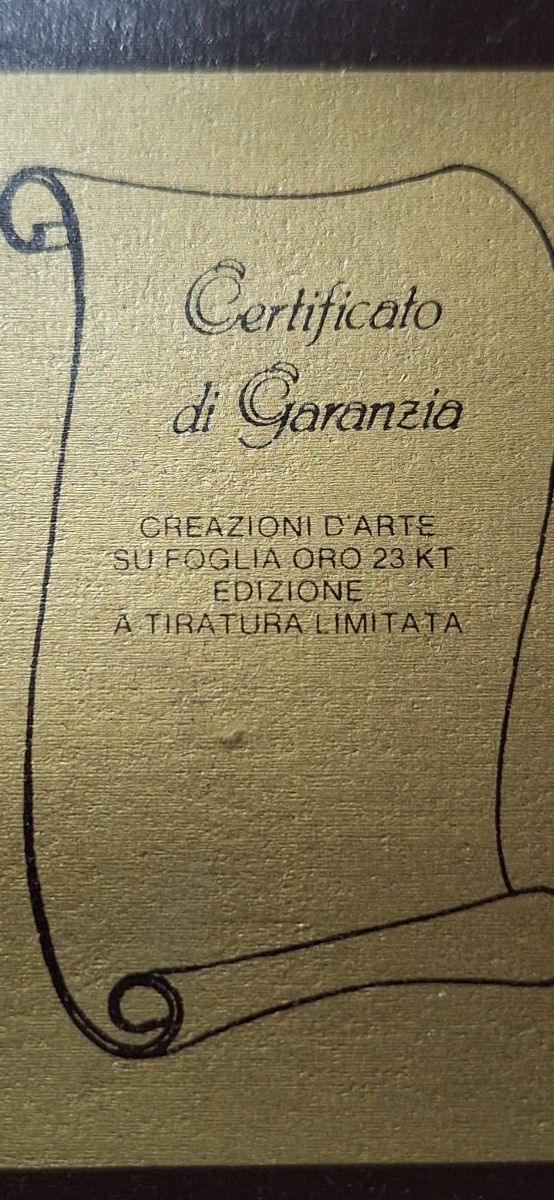 Certificato
di Garanzia
CREAZIONI D'ARTE
SU FOGLIA ORO 23 KT
EDIZIONE
A TIRATURA LIMITATA